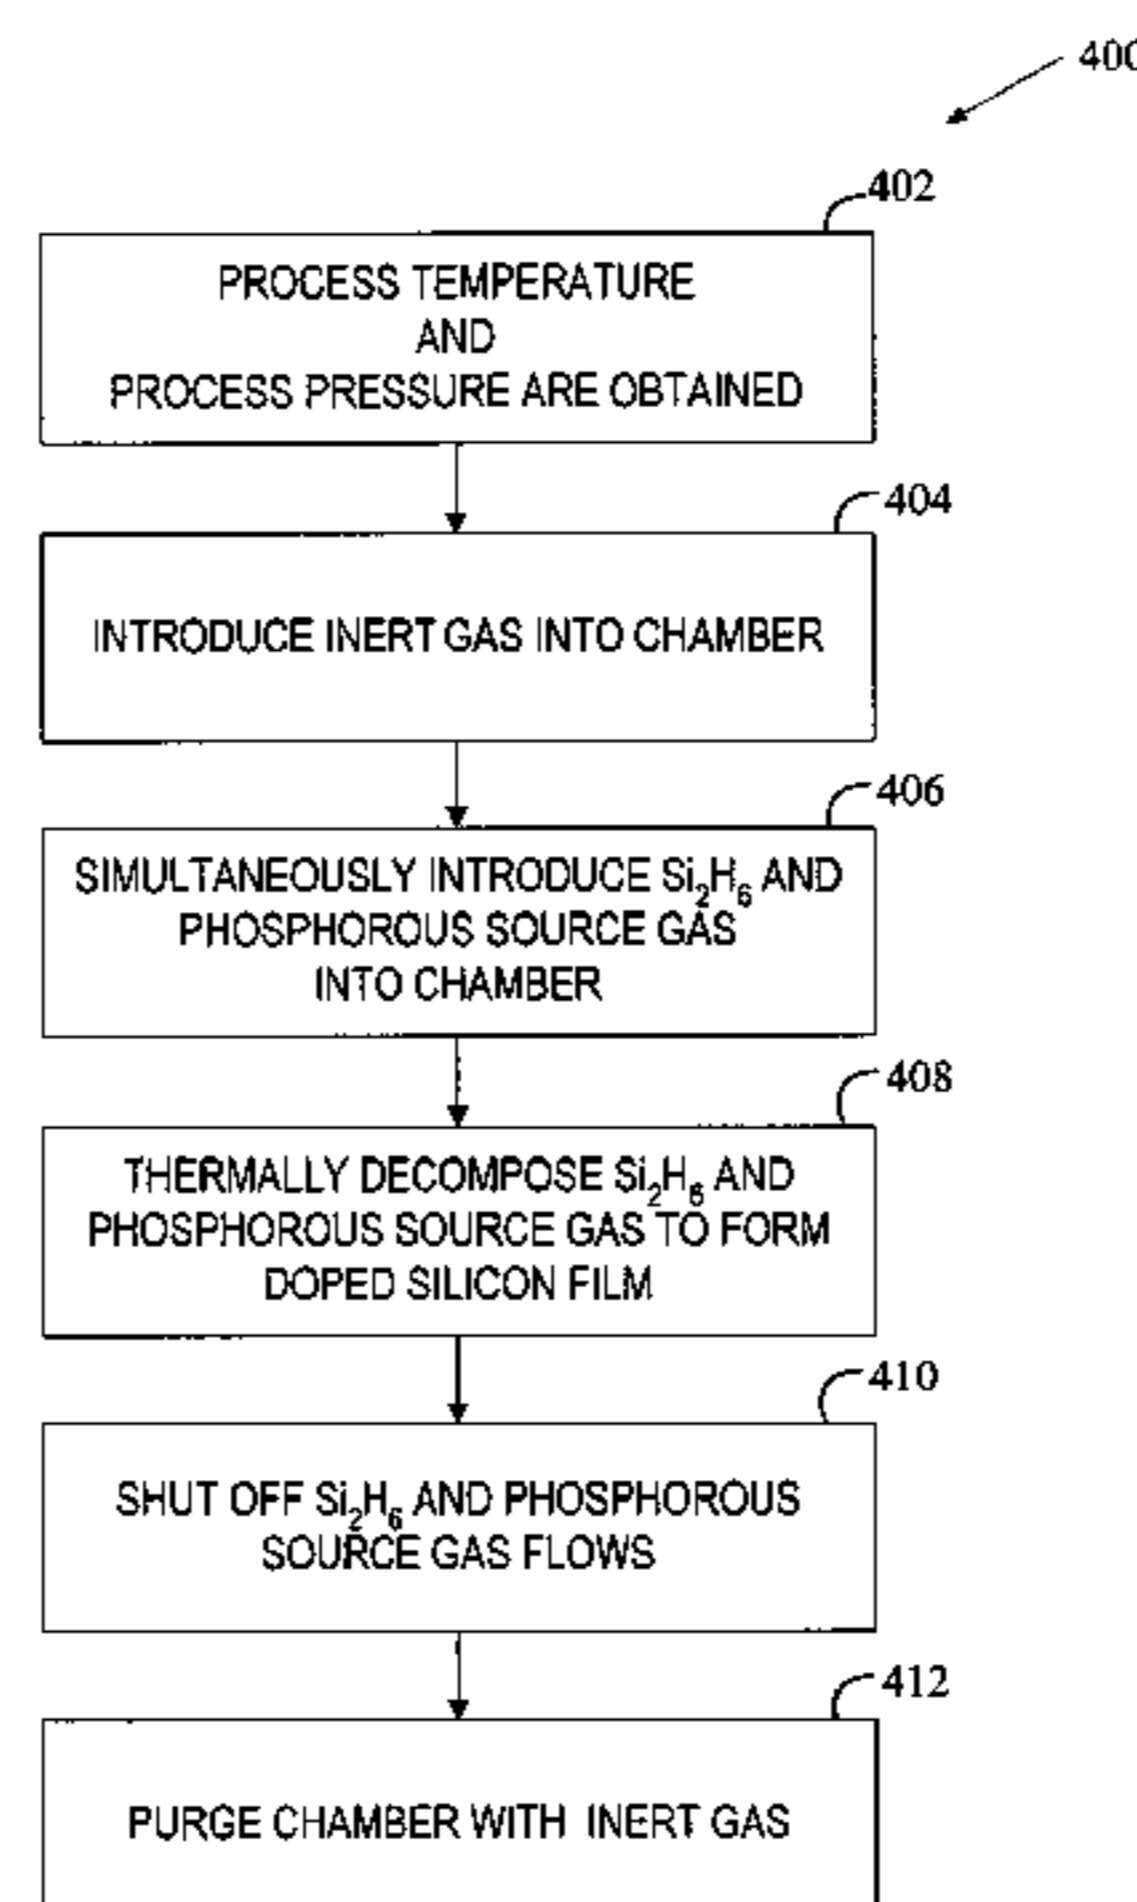 400
402
PROCESS TEMPERATURE
AND
PROCESS PRESSURE ARE OBTAINED
404
INTRODUCE INERT GAS INTO CHAMBER
406
SIMULTANEOUSLY INTRODUCE Si₂H₆ AND
PHOSPHOROUS SOURCE GAS
INTO CHAMBER
408
THERMALLY DECOMPOSE Si₂H₆ AND
PHOSPHOROUS SOURCE GAS TO FORM
DOPED SILICON FILM
410
SHUT OFF Si₂H₆ AND PHOSPHOROUS
SOURCE GAS FLOWS
412
PURGE CHAMBER WITH INERT GAS